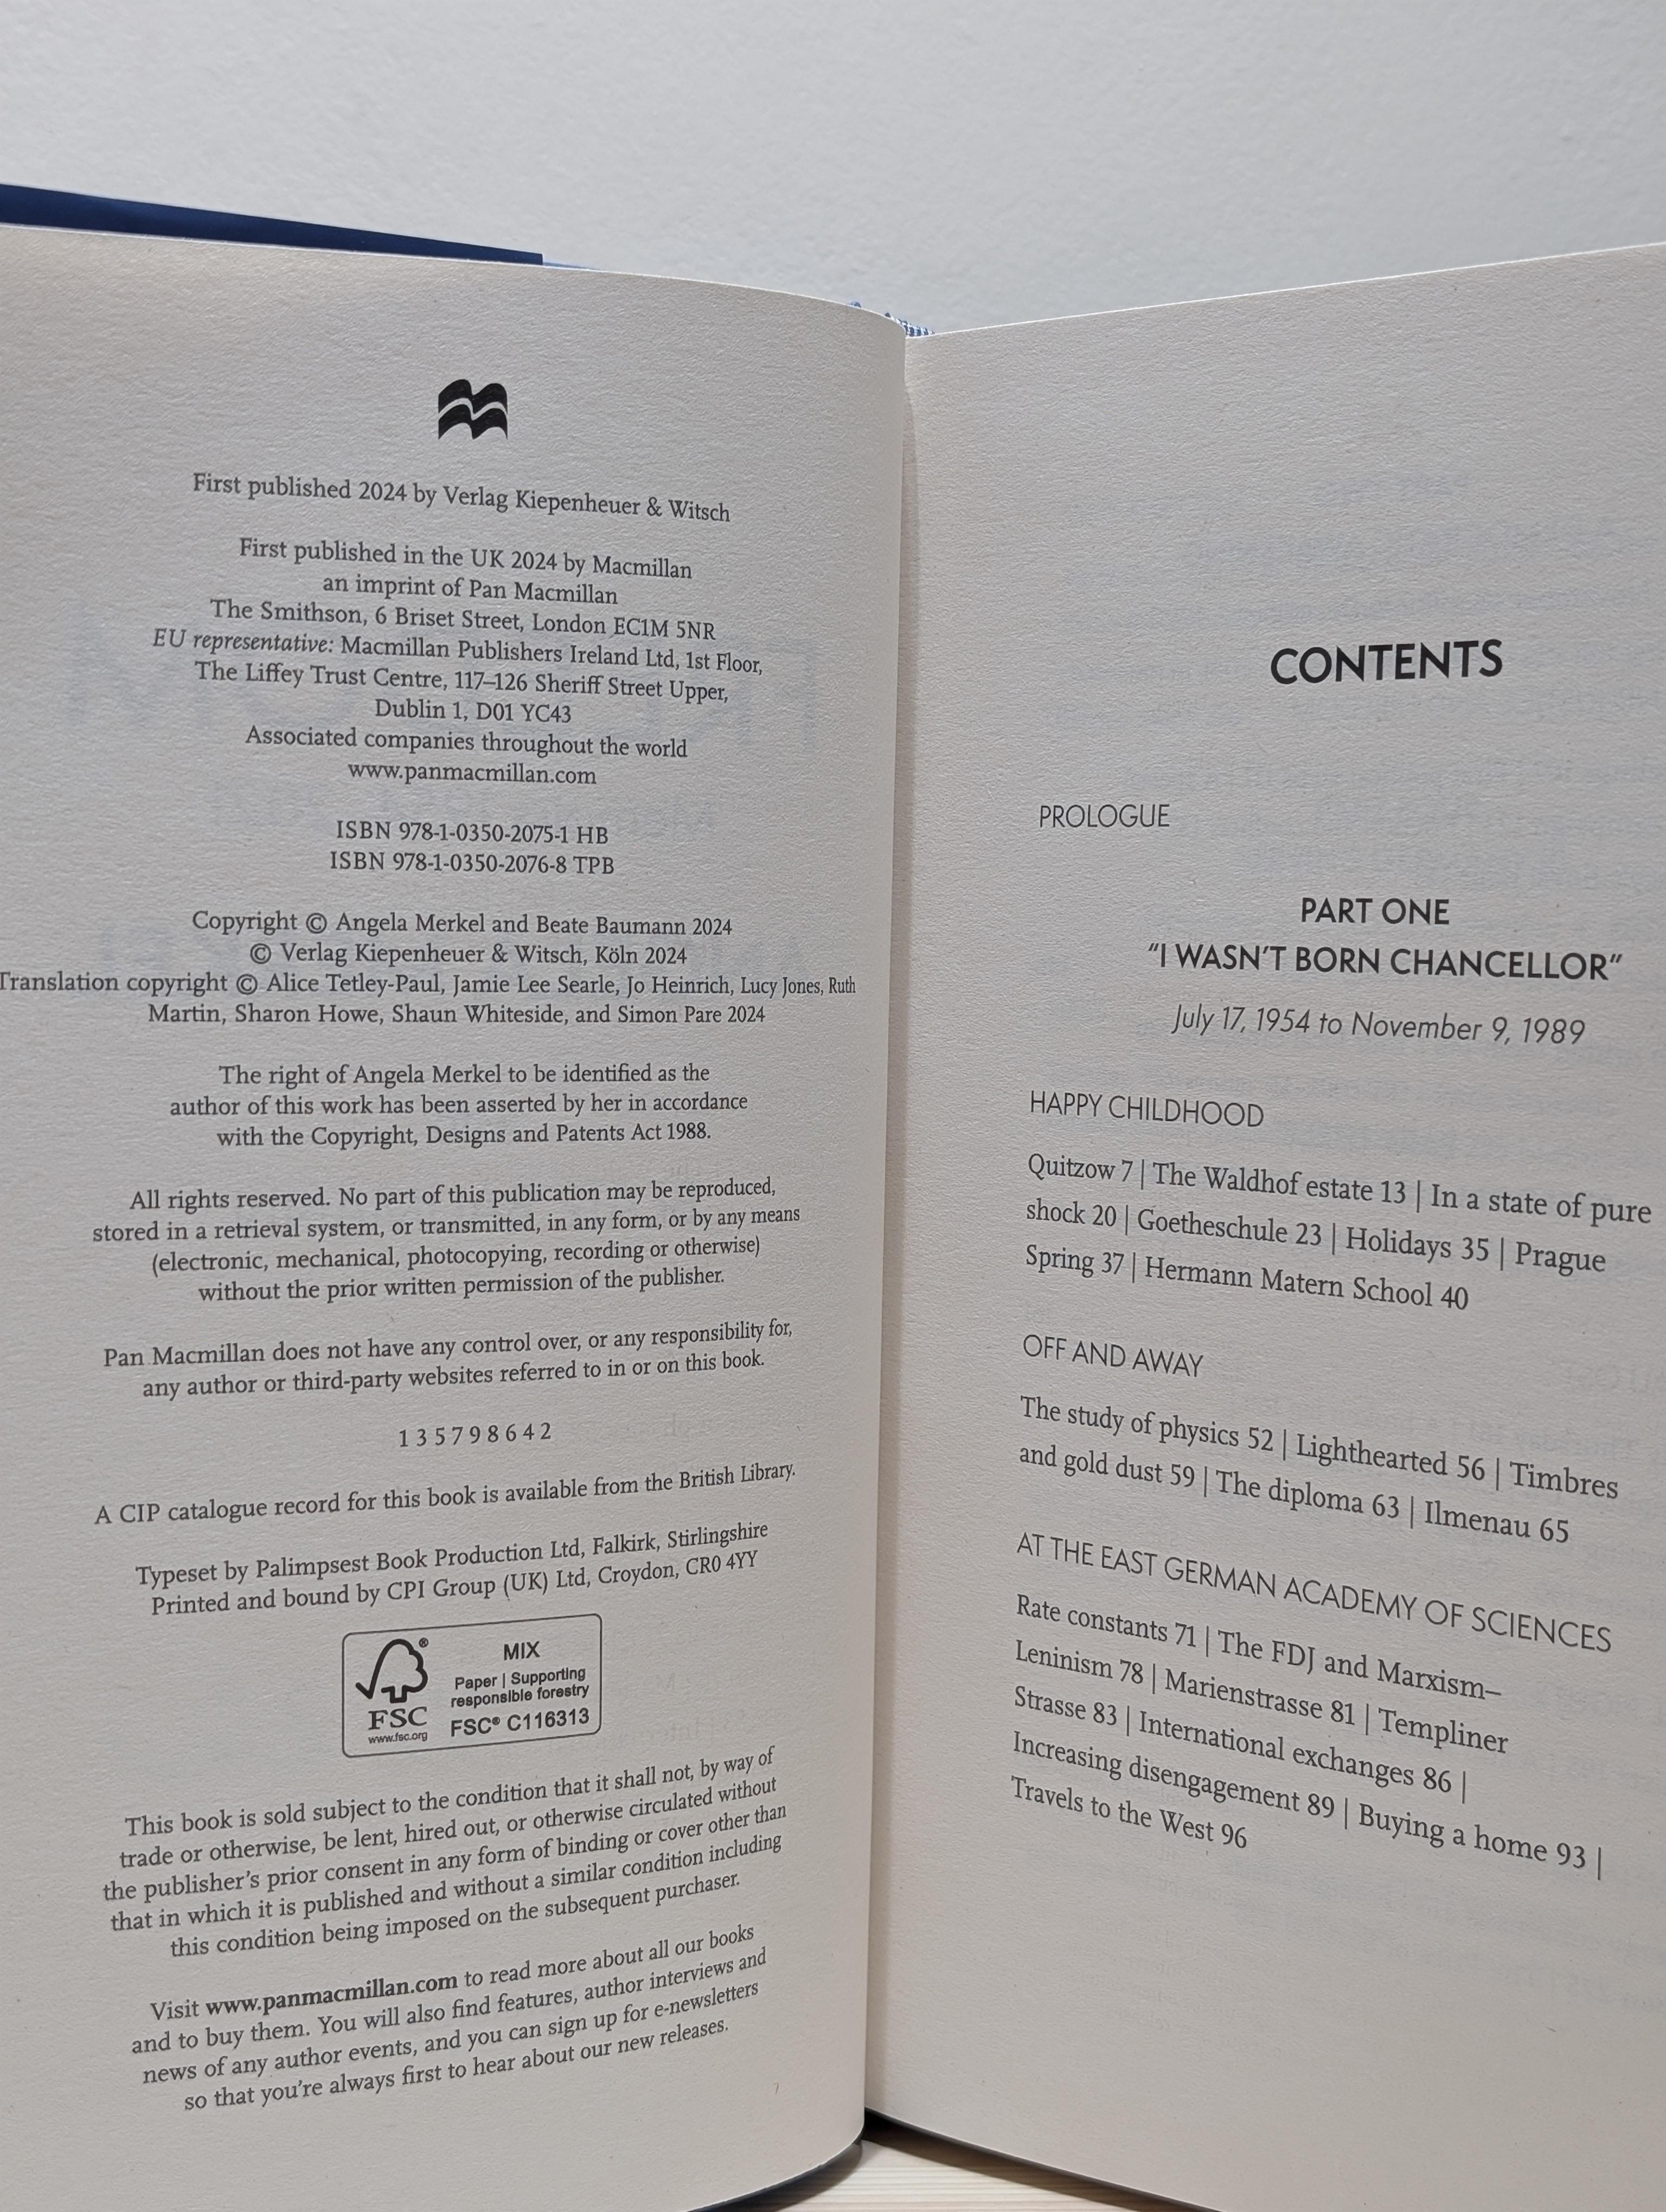 First published 2024 by Verlag Kiepenheuer & Witsch
First published in the UK 2024 by Macmillan
an imprint of Pan Macmillan
The Smithson, 6 Briset Street, London EC1M 5NR
EU representative: Macmillan Publishers Ireland Ltd, 1st Floor,
The Liffey Trust Centre, 117–126 Sheriff Street Upper,
Dublin 1, D01 YC43
Associated companies throughout the world
www.panmacmillan.com
ISBN 978-1-0350-2075-1 HB
ISBN 978-1-0350-2076-8 TPB
Copyright © Angela Merkel and Beate Baumann 2024
© Verlag Kiepenheuer & Witsch, Köln 2024
Translation copyright © Alice Tetley-Paul, Jamie Lee Searle, Jo Heinrich, Lucy Jones, Ruth
Martin, Sharon Howe, Shaun Whiteside, and Simon Pare 2024
The right of Angela Merkel to be identified as the
author of this work has been asserted by her in accordance
with the Copyright, Designs and Patents Act 1988.
All rights reserved. No part of this publication may be reproduced,
stored in a retrieval system, or transmitted, in any form, or by any means
(electronic, mechanical, photocopying, recording or otherwise)
without the prior written permission of the publisher.
Pan Macmillan does not have any control over, or any responsibility for,
any author or third-party websites referred to in or on this book.
1 3 5 7 9 8 6 4 2
A CIP catalogue record for this book is available from the British Library.
Typeset by Palimpsest Book Production Ltd, Falkirk, Stirlingshire
Printed and bound by CPI Group (UK) Ltd, Croydon, CR0 4YY
®
FSC
www.fsc.org
MIX
Paper | Supporting
responsible forestry
FSC® C116313
This book is sold subject to the condition that it shall not, by way of
trade or otherwise, be lent, hired out, or otherwise circulated without
the publisher's prior consent in any form of binding or cover other than
that in which it is published and without a similar condition including
this condition being imposed on the subsequent purchaser.
Visit www.panmacmillan.com to read more about all our books
and to buy them. You will also find features, author interviews and
news of any author events, and you can sign up for e-newsletters
so that you're always first to hear about our new releases.
CONTENTS
PROLOGUE
PART ONE
“I WASN’T BORN CHANCELLOR”
July 17, 1954 to November 9, 1989
HAPPY CHILDHOOD
Quitzow 7 | The Waldhof estate 13 | In a state of pure
shock 20 | Goetheschule 23 | Holidays 35 | Prague
Spring 37 | Hermann Matern School 40
OFF AND AWAY
The study of physics 52 | Lighthearted 56 | Timbres
and gold dust 59 | The diploma 63 | Ilmenau 65
AT THE EAST GERMAN ACADEMY OF SCIENCES
Rate constants 71 | The FDJ and Marxism–
Leninism 78 | Marienstrasse 81 | Templiner
Strasse 83 | International exchanges 86 |
Increasing disengagement 89 | Buying a home 93 |
Travels to the West 96